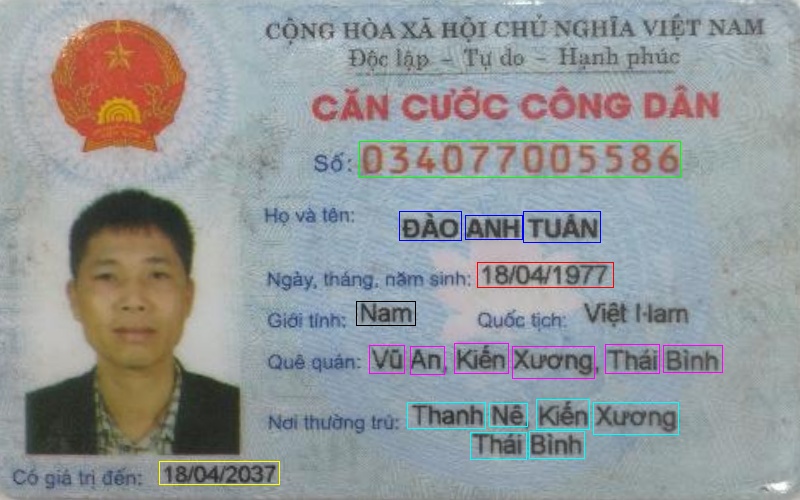 CỘNG HÒA XÃ HỘI CHỦ NGHĨA VIỆT NAM
Độc lập - Tự do - Hạnh phúc
CĂN CƯỚC CÔNG DÂN
Số: 034077005586
Họ và tên: ĐÀO ANH TUẤN
Ngày, tháng, năm sinh: 18/04/1977
Giới tính: Nam Quốc tịch: Việt Nam
Quê quán: Vũ An, Kiến Xương, Thái Bình
Nơi thường trú: Thanh Nê, Kiến Xương
Thái Bình
Có giá trị đến: 18/04/2037